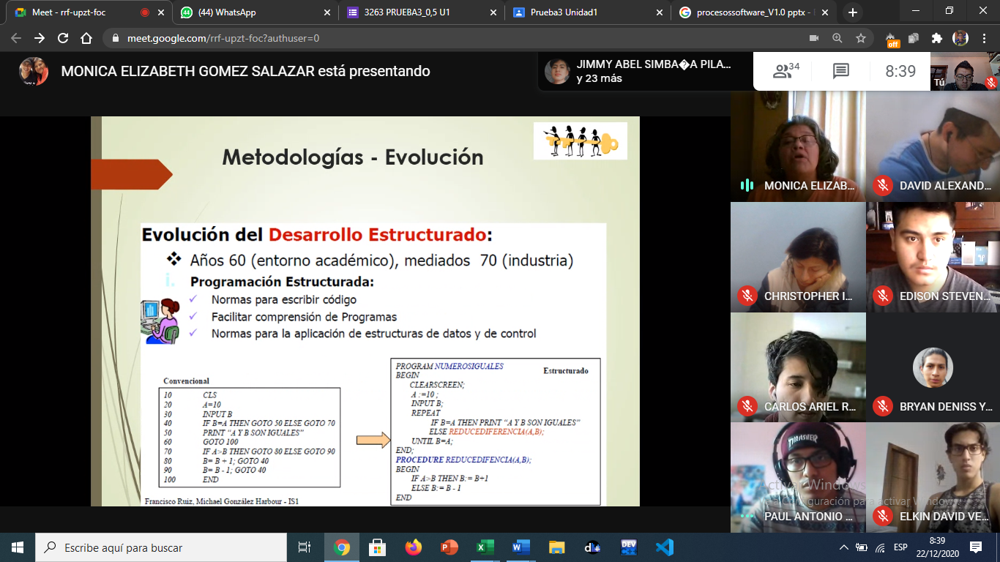 Meet - rrf-upzt-foc
(44) WhatsApp
3263 PRUEBA3_0,5 U1
Prueba3 Unidad1
procesossoftware_V1.0 pptx -
meet.google.com/rrf-upzt-foc?authuser=0
off
MONICA ELIZABETH GOMEZ SALAZAR está presentando
JIMMY ABEL SIMBA�A PILA...
y 23 más
34
8:39
Tú
Metodologías - Evolución
Evolución del Desarrollo Estructurado:
❖ Años 60 (entorno académico), mediados 70 (industria)
i. Programación Estructurada:
✓ Normas para escribir código
✓ Facilitar comprensión de Programas
✓ Normas para la aplicación de estructuras de datos y de control
Convencional
10 CLS
20 A=10
30 INPUT B
40 IF B=A THEN GOTO 50 ELSE GOTO 70
50 PRINT “A Y B SON IGUALES”
60 GOTO 100
70 IF A>B THEN GOTO 80 ELSE GOTO 90
80 B= B + 1; GOTO 40
90 B= B - 1; GOTO 40
100 END
Francisco Ruiz, Michael González Harbour - IS1
Estructurado
PROGRAM NUMEROSIGUALES
BEGIN
CLEARSCREEN;
A :=10 ;
INPUT B;
REPEAT
IF B=A THEN PRINT “A Y B SON IGUALES”
ELSE REDUCEDIFERENCIA(A,B);
UNTIL B=A;
END;
PROCEDURE REDUCEDIFENCIA(A,B);
BEGIN
IF A>B THEN B:= B+1
ELSE B:= B - 1
END
MONICA ELIZAB...
DAVID ALEXAND...
CHRISTOPHER I...
EDISON STEVEN...
CARLOS ARIEL R...
BRYAN DENISS Y...
THRASHER
PAUL ANTONIO ...
ELKIN DAVID VE...
Activar Windows
Configuración para activar Windows.
Escribe aquí para buscar
DEV
ESP
8:39
22/12/2020